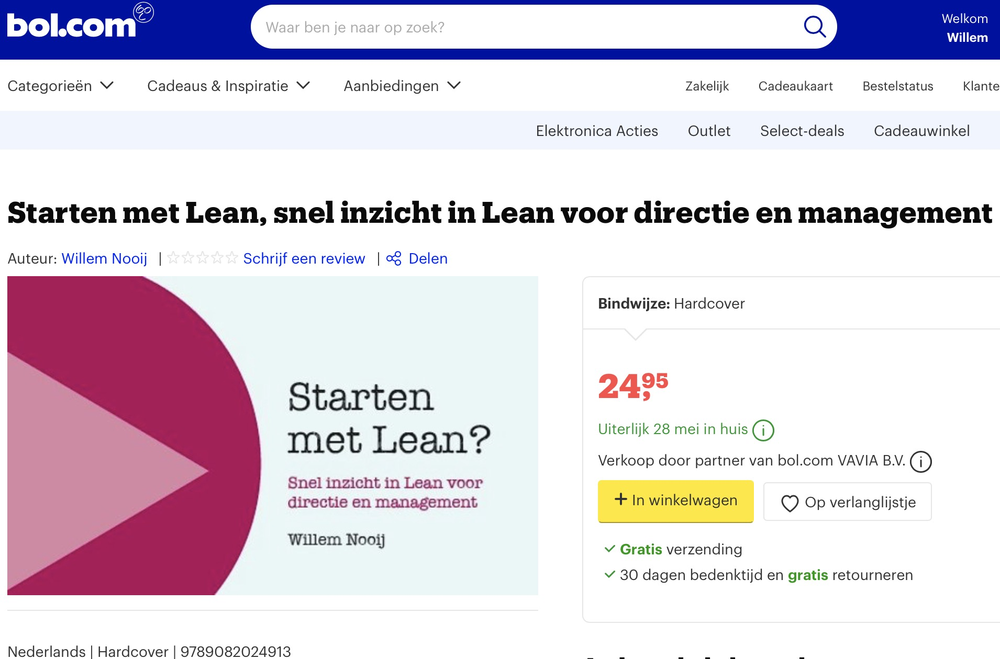 bol.com
Waar ben je naar op zoek?
Welkom
Willem
Categorieën
Cadeaus & Inspiratie
Aanbiedingen
Zakelijk
Cadeaukaart
Bestelstatus
Klante
Elektronica Acties
Outlet
Select-deals
Cadeauwinkel
Starten met Lean, snel inzicht in Lean voor directie en management
Auteur: Willem Nooij | Schrijf een review | Delen
Starten
met Lean?
Snel inzicht in Lean voor
directie en management
Willem Nooij
Bindwijze: Hardcover
24,95
Uiterlijk 28 mei in huis
Verkoop door partner van bol.com VAVIA B.V.
+ In winkelwagen
Op verlanglijstje
Gratis verzending
30 dagen bedenktijd en gratis retourneren
Nederlands | Hardcover | 9789082024913